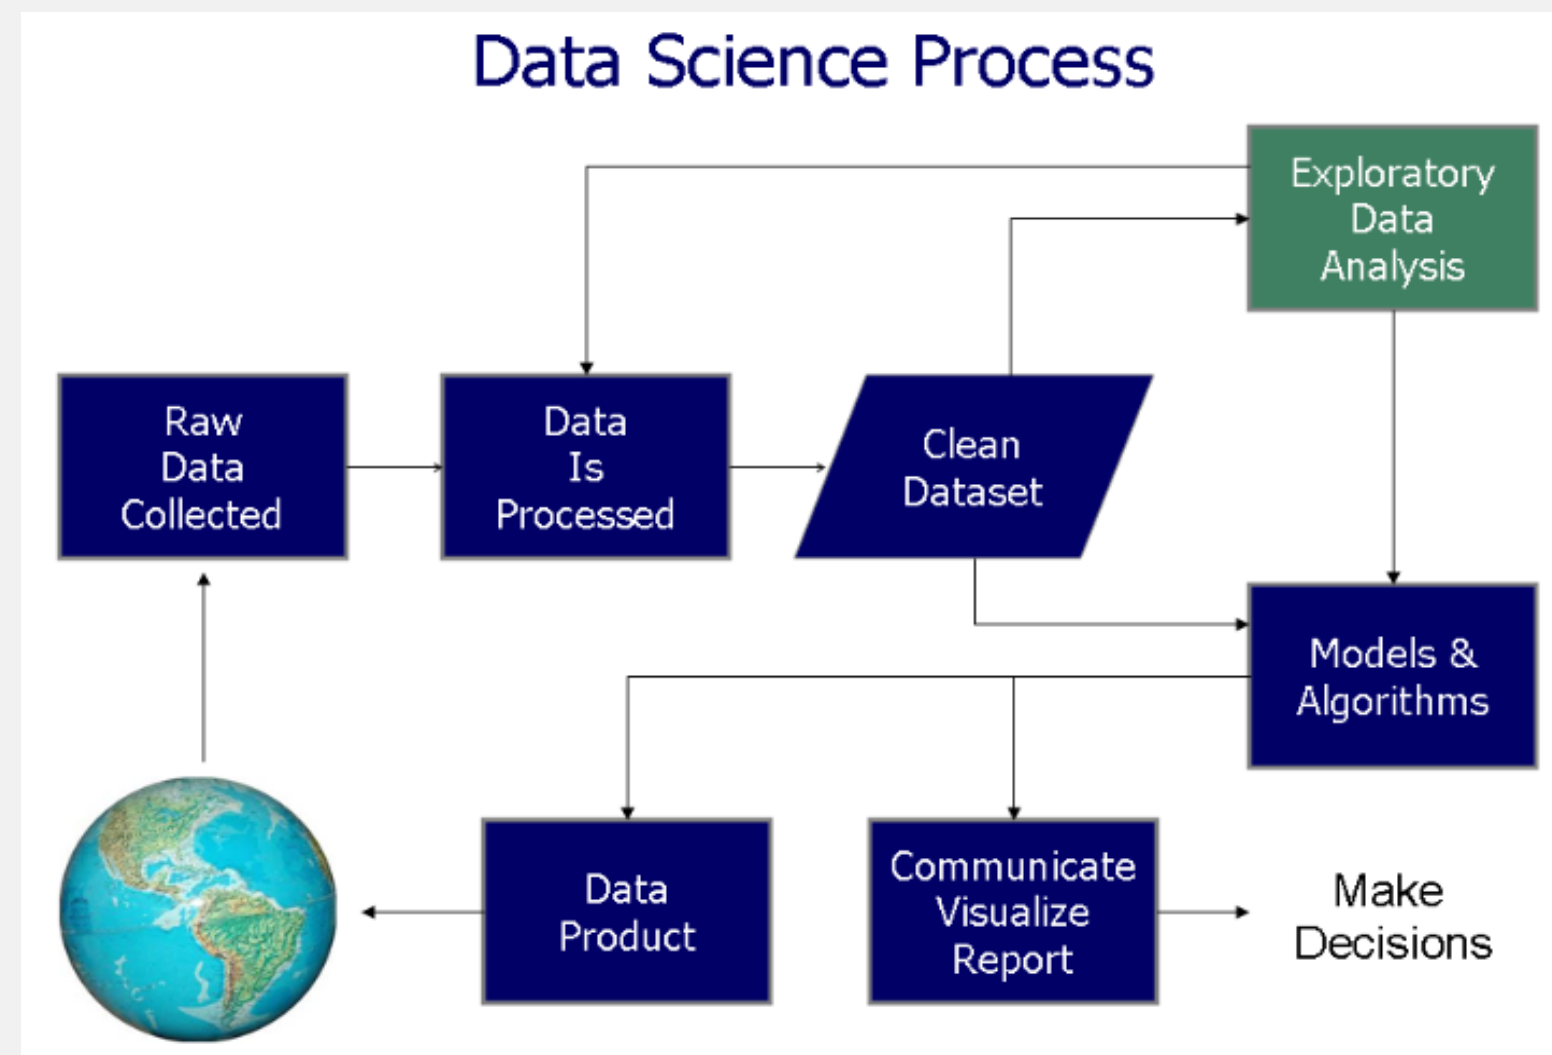 Data Science Process
Exploratory
Data
Analysis
Raw
Data
Collected
Data
Is
Processed
Clean
Dataset
Models &
Algorithms
Data
Product
Communicate
Visualize
Report
Make
Decisions